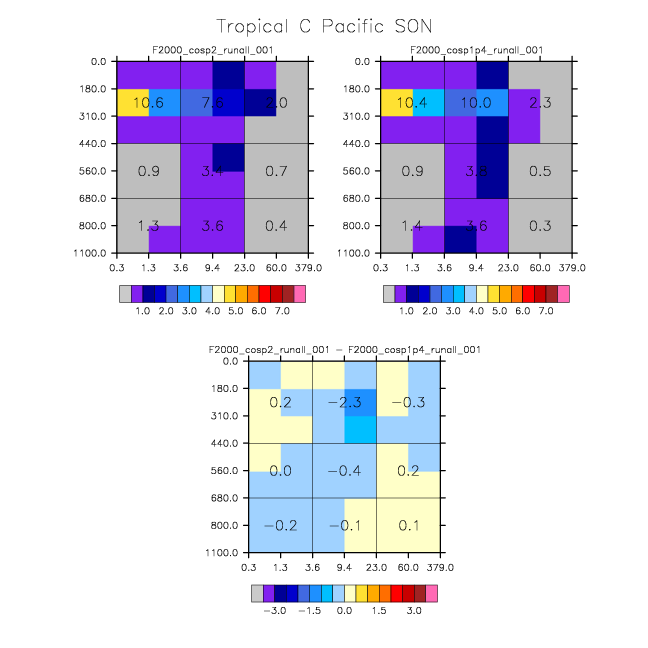 Tropical C Pacific SON
F2000_cosp2_runall_001
F2000_cosp1p4_runall_001
0.0
180.0
310.0
440.0
560.0
680.0
800.0
1100.0
10.6 7.6
0.9 3.4 0.7
1.3 3.6 0.4
0.3 1.3 3.6 9.4 23.0 60.0 379.0
1.0 2.0 3.0 4.0 5.0 6.0 7.0
0.0
180.0
310.0
440.0
560.0
680.0
800.0
1100.0
10.4 10.0 2.3
0.9 0.5
1.4 3.6 0.3
0.3 1.3 3.6 9.4 23.0 60.0 379.0
1.0 2.0 3.0 4.0 5.0 6.0 7.0
F2000_cosp2_runall_001 − F2000_cosp1p4_runall_001
0.0
180.0
310.0
440.0
560.0
680.0
800.0
1100.0
0.2 −2.3 −0.3
0.0 −0.4 0.2
−0.2 −0.1 0.1
0.3 1.3 3.6 9.4 23.0 60.0 379.0
−3.0 −1.5 0.0 1.5 3.0